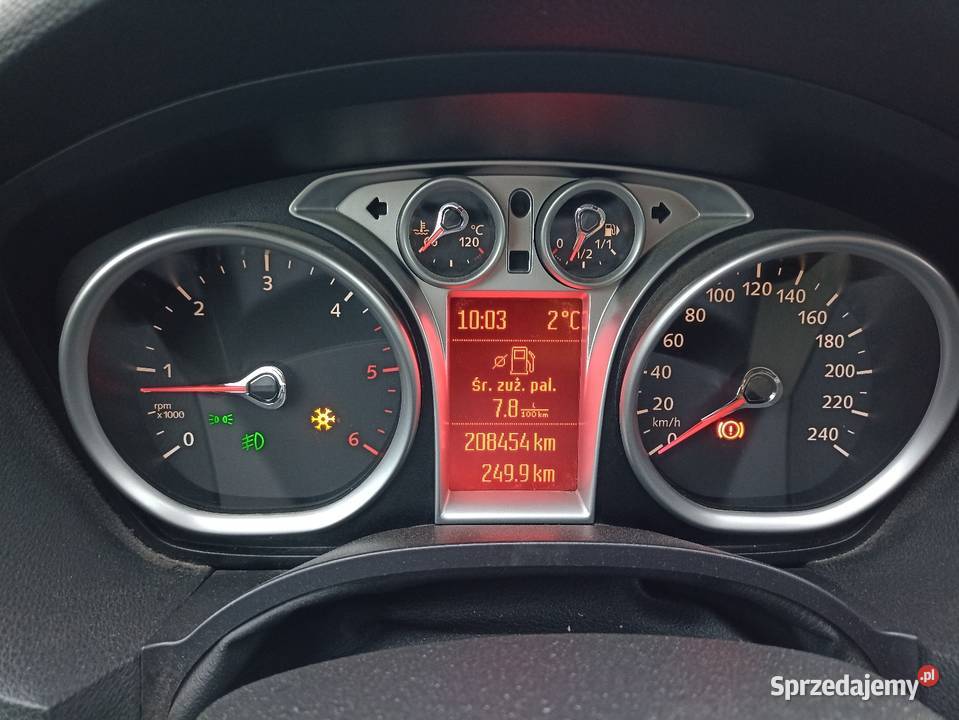 °C
60 120
0 1/2 1/1
0 1 2 3 4 5 6
rpm
x1000
10:03 2°C
Śr. zuż. pal.
7.8 L/100 km
208454 km
249.9 km
0 20 40 60 80 100 120 140 160 180 200 220 240
km/h
Sprzedajemy.pl